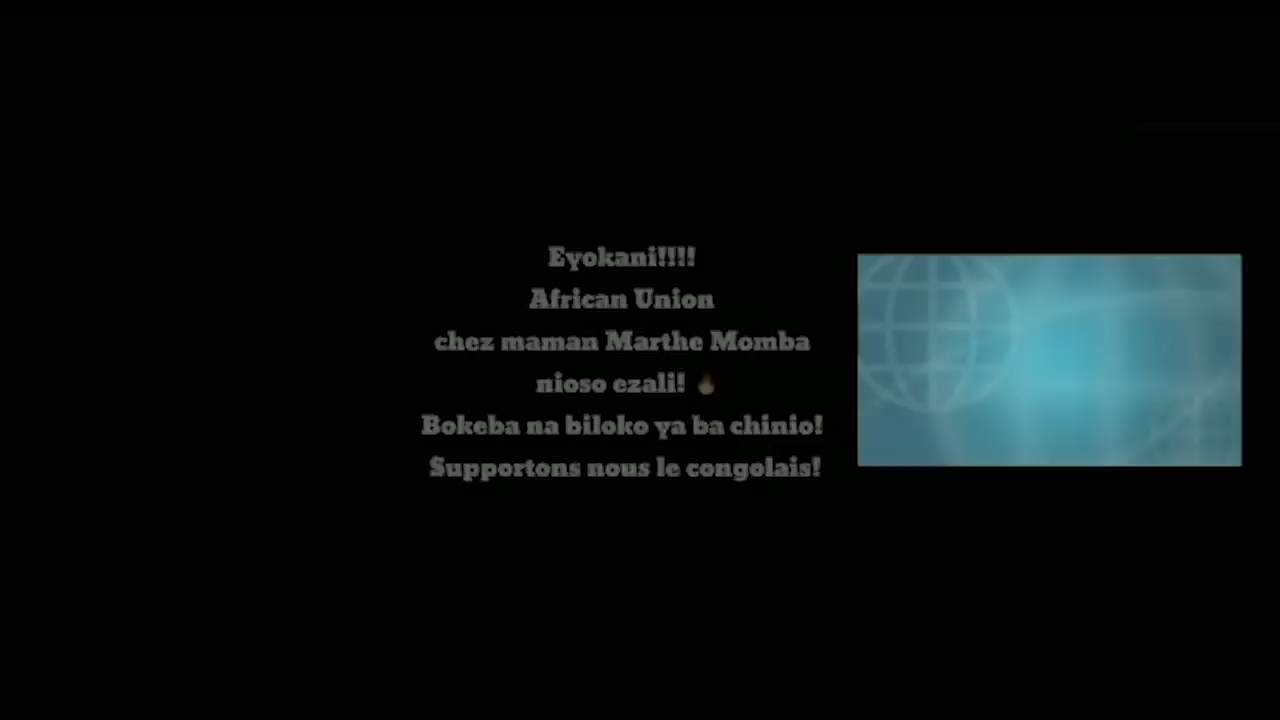 Eyokani!!!!
African Union
chez maman Marthe Momba
nioso ezali! 🔥
Bokeba na biloko ya ba chinio!
Supportons nous le congolais!